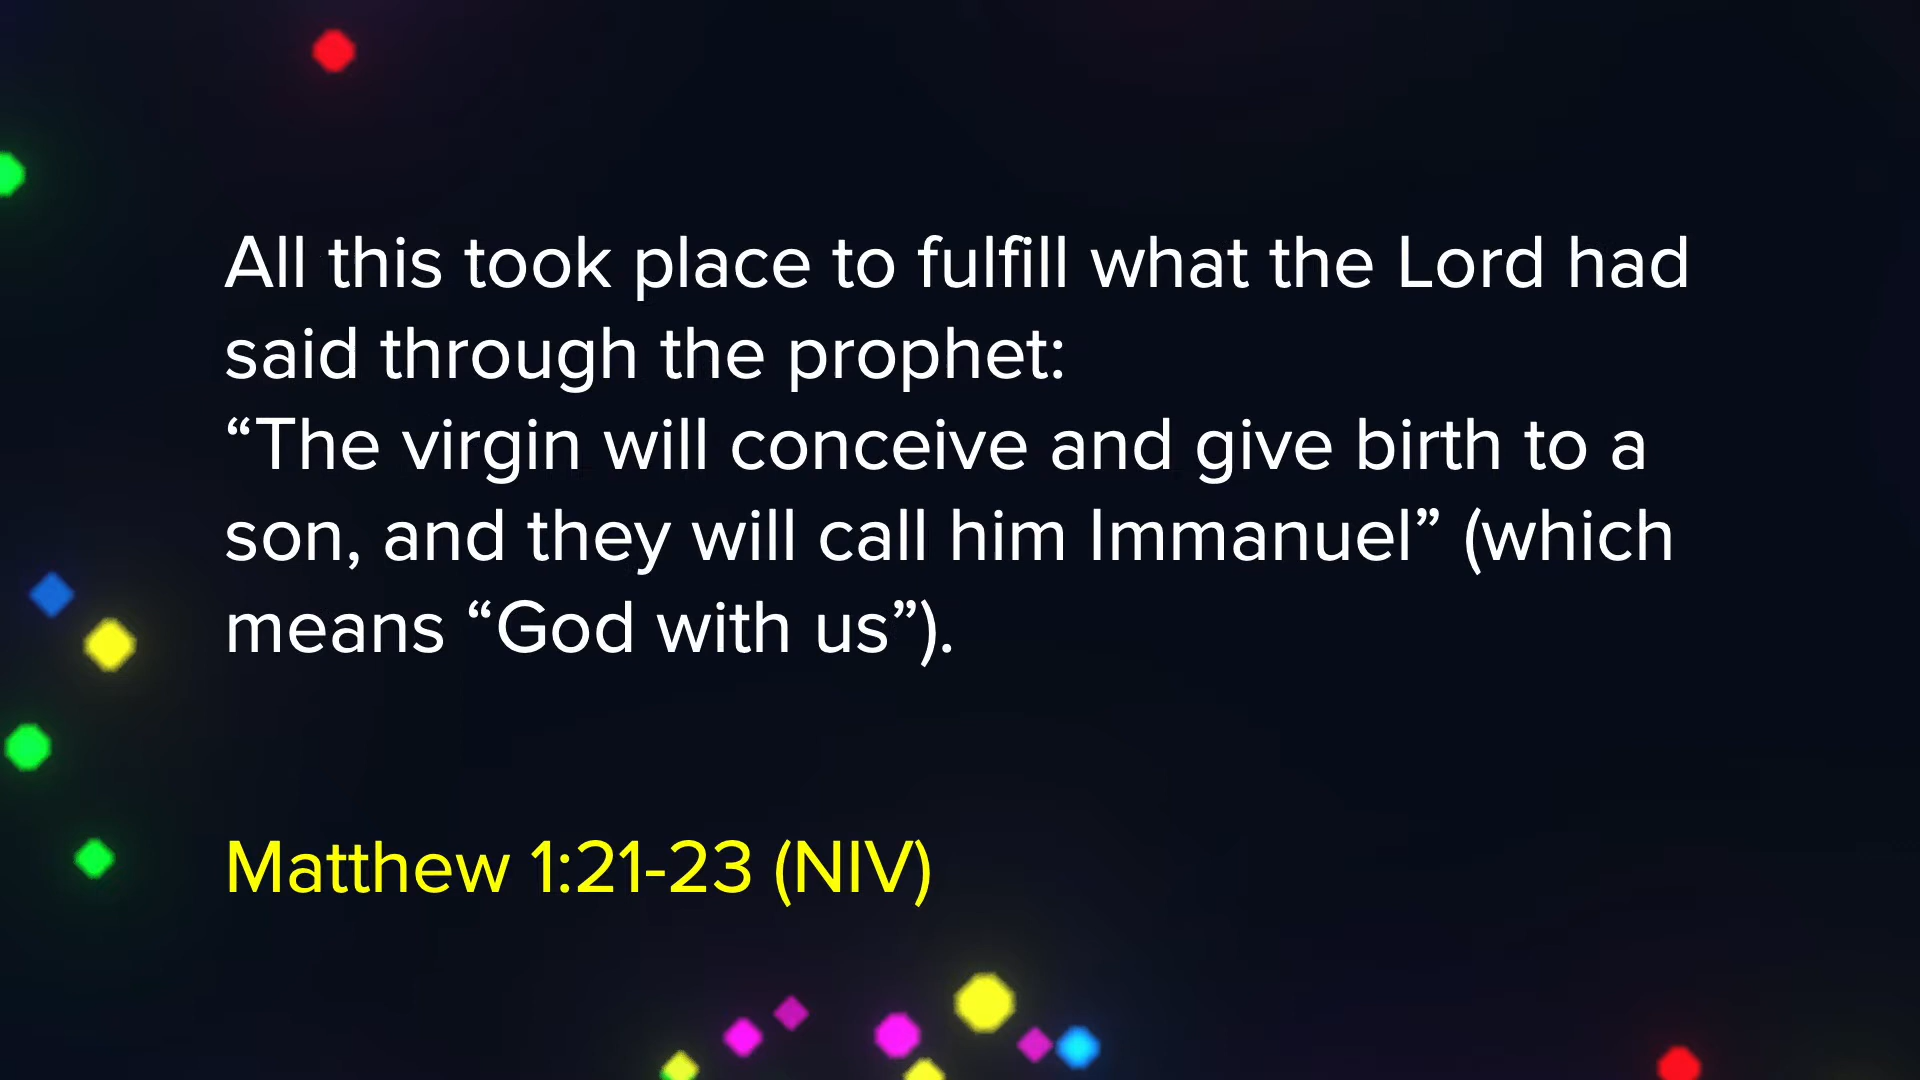 All this took place to fulfill what the Lord had
said through the prophet:
“The virgin will conceive and give birth to a
son, and they will call him Immanuel” (which
means “God with us”).
Matthew 1:21-23 (NIV)